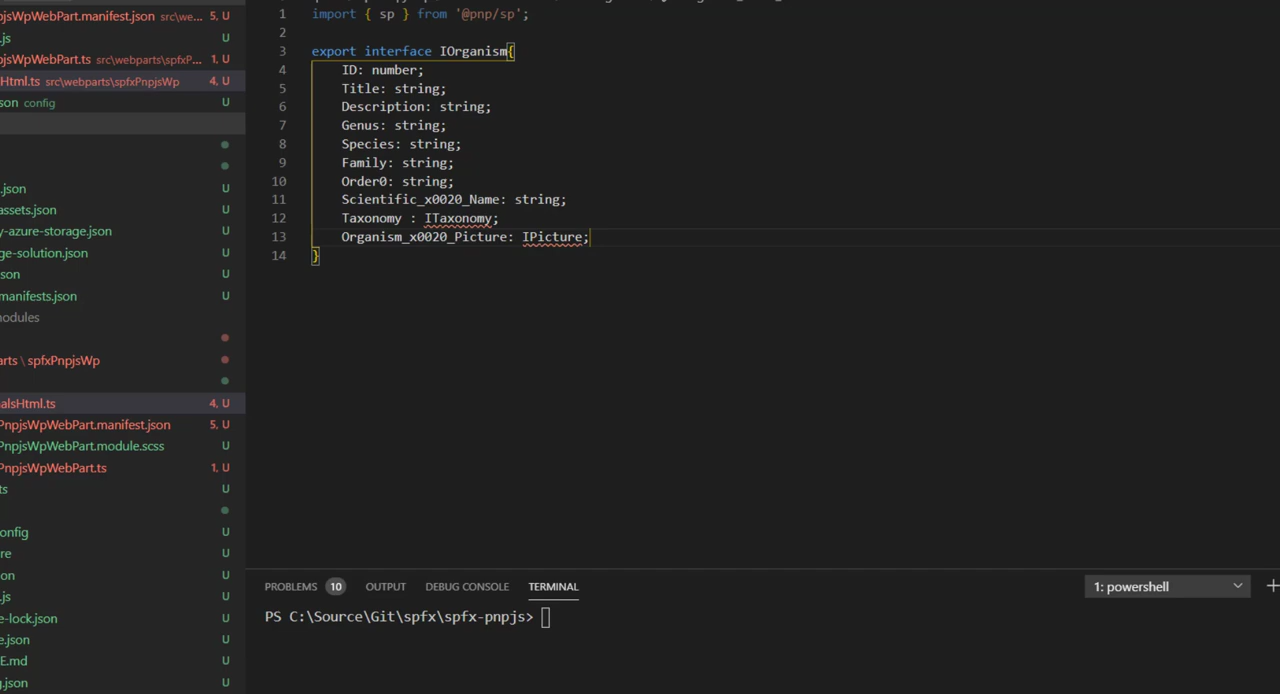 jsWpWebPart.manifest.json src\we... 5, U
.js U
pjsWpWebPart.ts src\webparts\spfxP... 1, U
Html.ts src\webparts\spfxPnpjsWp 4, U
son config U
.json U
assets.json U
y-azure-storage.json U
ge-solution.json U
son U
manifests.json U
nodules
arts \ spfxPnpjsWp
alsHtml.ts 4, U
PnpjsWpWebPart.manifest.json 5, U
PnpjsWpWebPart.module.scss U
PnpjsWpWebPart.ts 1, U
ts U
onfig U
re U
on U
.js U
e-lock.json U
e.json U
E.md U
g.json U
1 import { sp } from '@pnp/sp';
2
3 export interface IOrganism{
4 ID: number;
5 Title: string;
6 Description: string;
7 Genus: string;
8 Species: string;
9 Family: string;
10 Order0: string;
11 Scientific_x0020_Name: string;
12 Taxonomy : ITaxonomy;
13 Organism_x0020_Picture: IPicture;
14 }
PROBLEMS 10 OUTPUT DEBUG CONSOLE TERMINAL 1: powershell
PS C:\Source\Git\spfx\spfx-pnpjs>